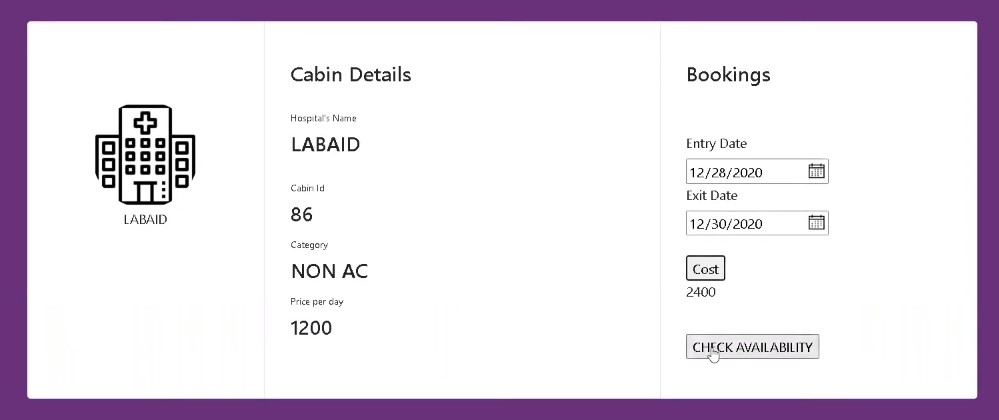 LABAID
Cabin Details
Hospital's Name
LABAID
Cabin Id
86
Category
NON AC
Price per day
1200
Bookings
Entry Date
12/28/2020
Exit Date
12/30/2020
Cost
2400
CHECK AVAILABILITY